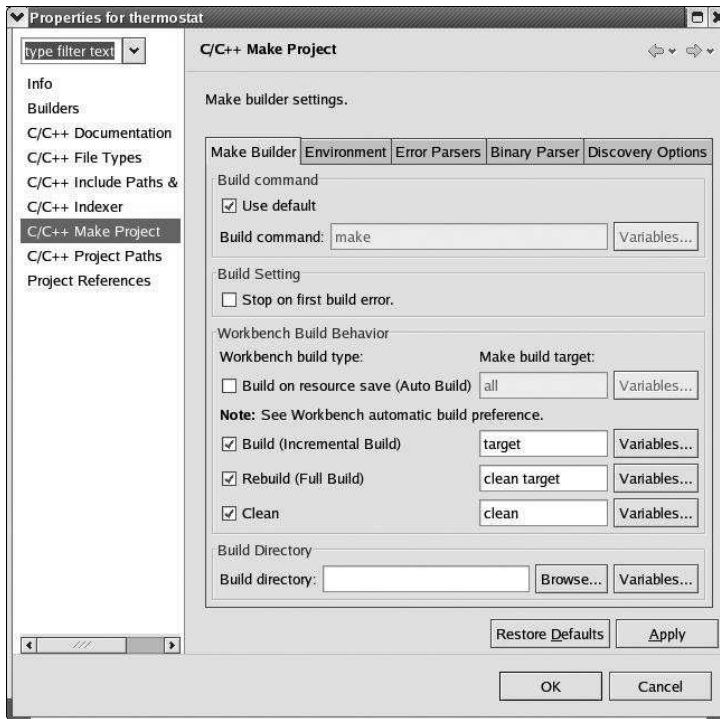 Properties for thermostat
type filter text
Info
Builders
C/C++ Documentation
C/C++ File Types
C/C++ Include Paths &
C/C++ Indexer
C/C++ Make Project
C/C++ Project Paths
Project References
C/C++ Make Project
Make builder settings.
Make Builder Environment Error Parsers Binary Parser Discovery Options
Build command
Use default
Build command: make Variables...
Build Setting
Stop on first build error.
Workbench Build Behavior
Workbench build type: Make build target:
Build on resource save (Auto Build) all Variables...
Note: See Workbench automatic build preference.
Build (Incremental Build) target Variables...
Rebuild (Full Build) clean target Variables...
Clean clean Variables...
Build Directory
Build directory: Browse... Variables...
Restore Defaults Apply
OK Cancel